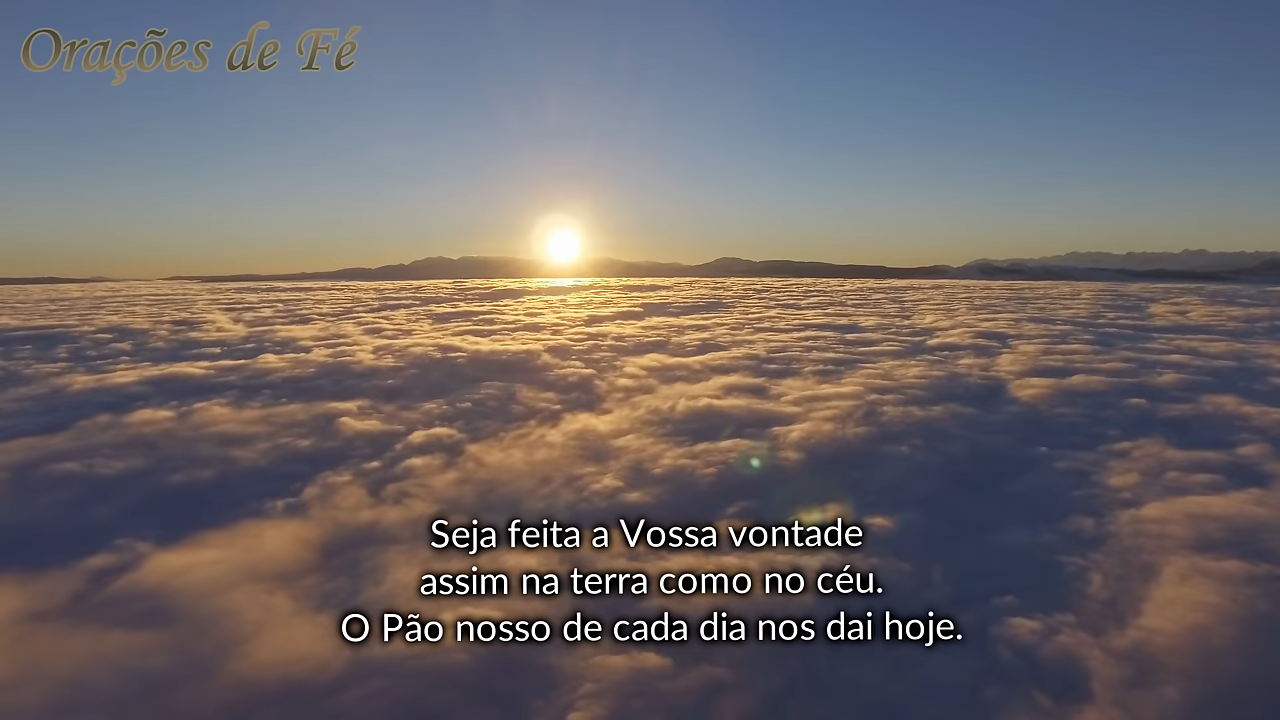 Orações de Fé
Seja feita a Vossa vontade
assim na terra como no céu.
O Pão nosso de cada dia nos dai hoje.